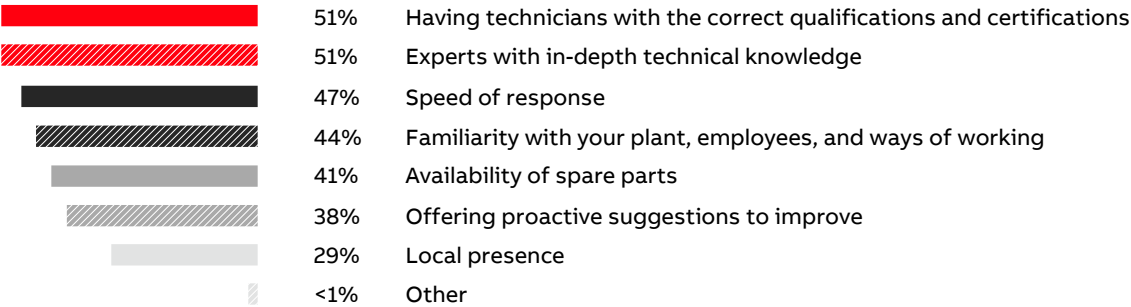 51% Having technicians with the correct qualifications and certifications
51% Experts with in-depth technical knowledge
47% Speed of response
44% Familiarity with your plant, employees, and ways of working
41% Availability of spare parts
38% Offering proactive suggestions to improve
29% Local presence
<1% Other